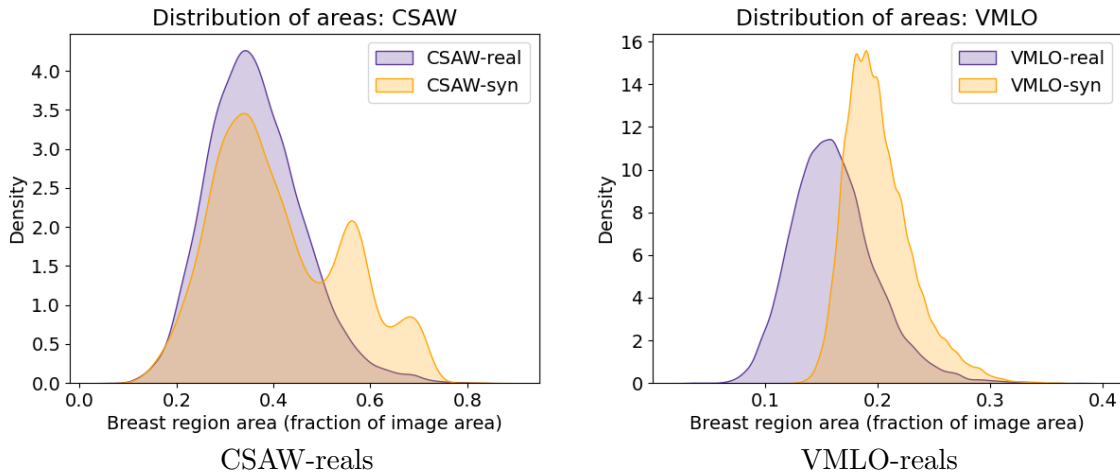 Distribution of areas: CSAW
4.0
3.5
3.0
2.5
2.0
1.5
1.0
0.5
0.0
Density
CSAW-real
CSAW-syn
0.0 0.2 0.4 0.6 0.8
Breast region area (fraction of image area)
CSAW-reals
Distribution of areas: VMLO
16
14
12
10
8
6
4
2
0
Density
VMLO-real
VMLO-syn
0.1 0.2 0.3 0.4
Breast region area (fraction of image area)
VMLO-reals